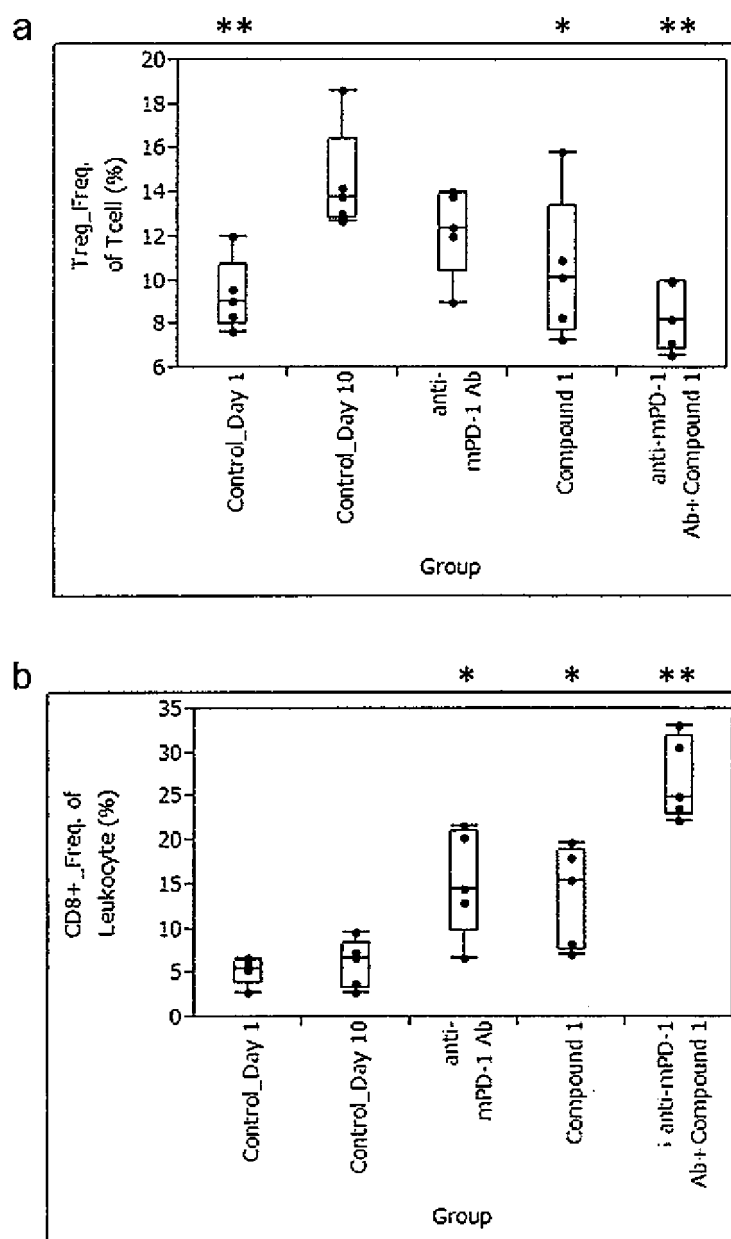 a
** * **
20
18
16
14
12
10
8
6
Treg_Freq.
of Tcell (%)
Control_Day 1
Control_Day 10
anti-
mPD-1 Ab
Compound 1
anti-mPD-1
Ab+Compound 1
Group
b
* * **
35
30
25
20
15
10
5
0
CD8+_Freq. of
Leukocyte (%)
Control_Day 1
Control_Day 10
anti-
mPD-1 Ab
Compound 1
anti-mPD-1
Ab+Compound 1
Group